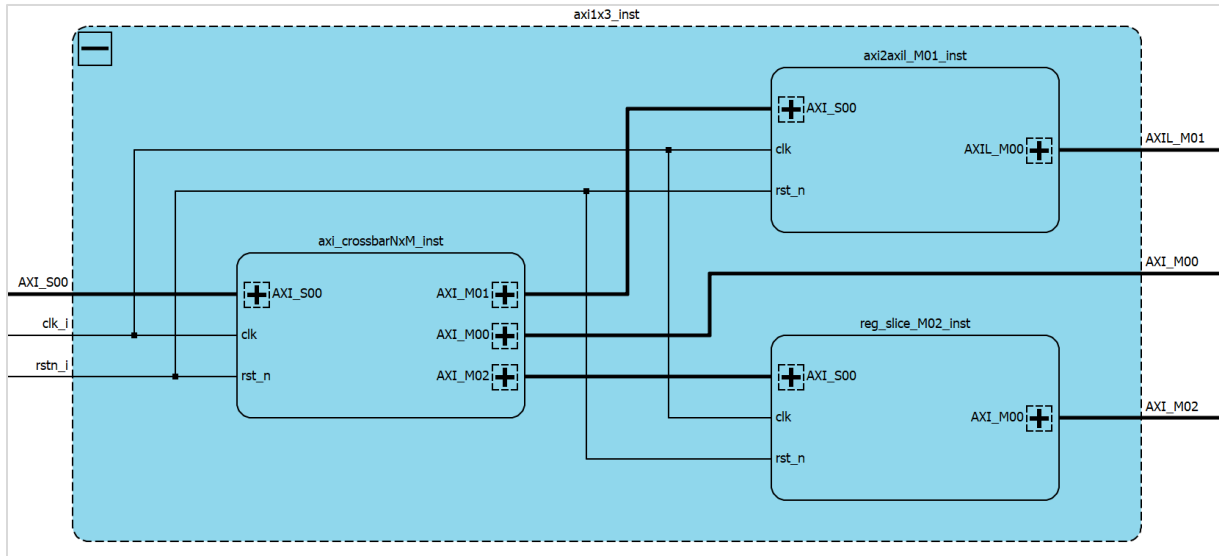 axi1x3_inst
axi2axil_M01_inst
AXI_S00
clk
rst_n
AXIL_M00
AXIL_M01
axi_crossbarNxM_inst
AXI_S00
clk_i
rstn_i
AXI_S00
clk
rst_n
AXI_M01
AXI_M00
AXI_M02
AXI_M00
reg_slice_M02_inst
AXI_S00
clk
rst_n
AXI_M00
AXI_M02